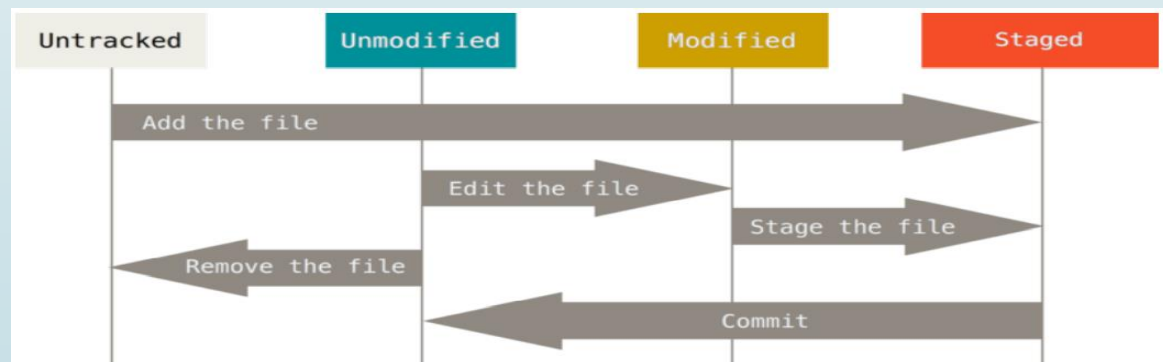 Untracked
Unmodified
Modified
Staged
Add the file
Edit the file
Stage the file
Remove the file
Commit